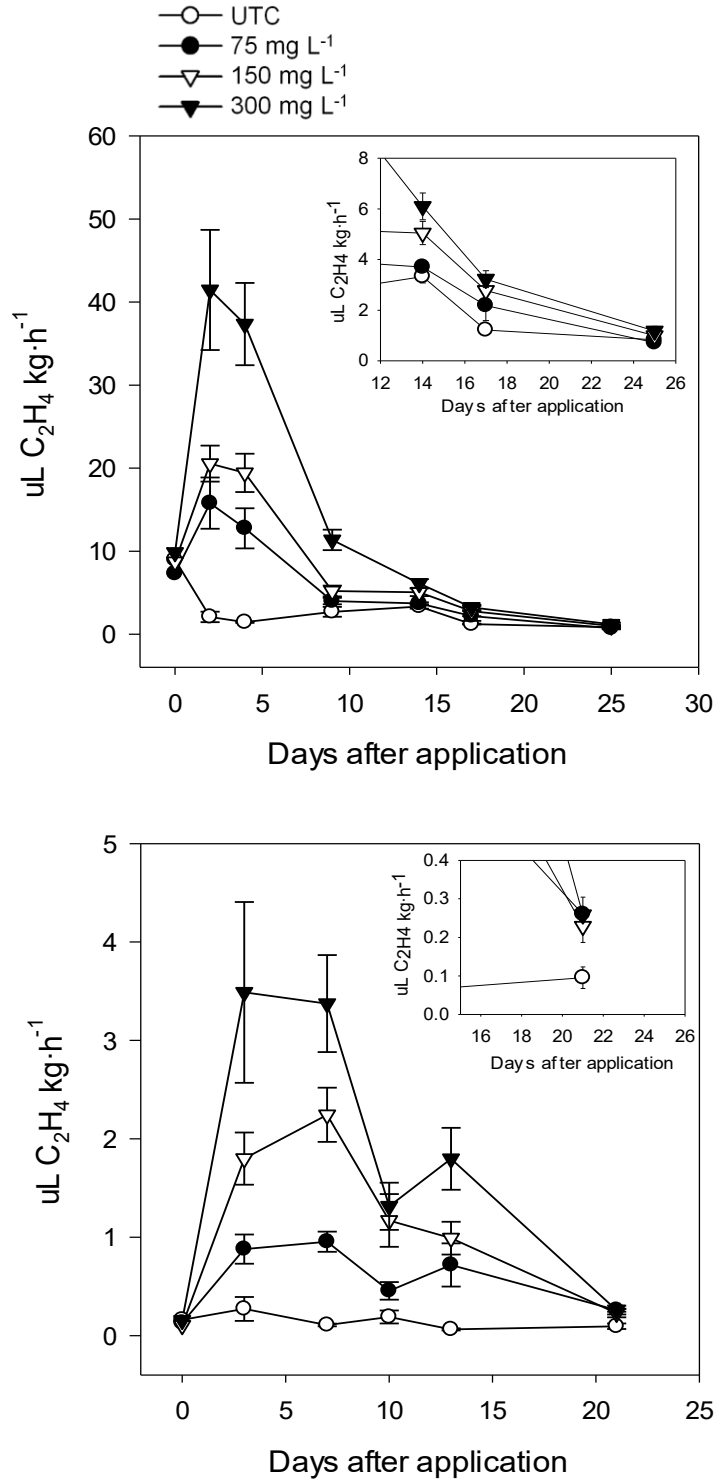 UTC
75 mg L⁻¹
150 mg L⁻¹
300 mg L⁻¹
60
50
40
30
20
10
0
uL C₂H₄ kg·h⁻¹
0 5 10 15 20 25 30
Days after application
8
6
4
2
0
uL C₂H₄ kg·h⁻¹
12 14 16 18 20 22 24 26
Days after application
5
4
3
2
1
0
uL C₂H₄ kg·h⁻¹
0 5 10 15 20 25
Days after application
0.4
0.3
0.2
0.1
0.0
uL C₂H4 kg·h⁻¹
16 18 20 22 24 26
Days after application